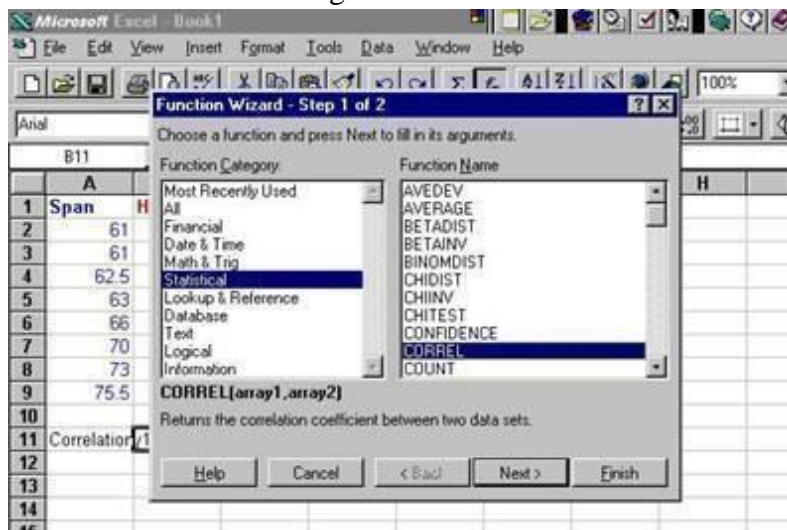 Microsoft Excel - Book1
File Edit View Insert Format Tools Data Window Help
100%
Arial
B11
A H
1 Span H
2 61
3 61
4 62.5
5 63
6 66
7 70
8 73
9 75.5
10
11 Correlation
12
13
14
Function Wizard - Step 1 of 2
Choose a function and press Next to fill in its arguments.
Function Category:
Most Recently Used
All
Financial
Date & Time
Math & Trig
Statistical
Lookup & Reference
Database
Text
Logical
Information
Function Name
AVEDEV
AVERAGE
BETADIST
BETAINV
BINOMDIST
CHIDIST
CHIINV
CHITEST
CONFIDENCE
CORREL
COUNT
CORREL(array1,array2)
Returns the correlation coefficient between two data sets.
Help Cancel < Back Next > Finish